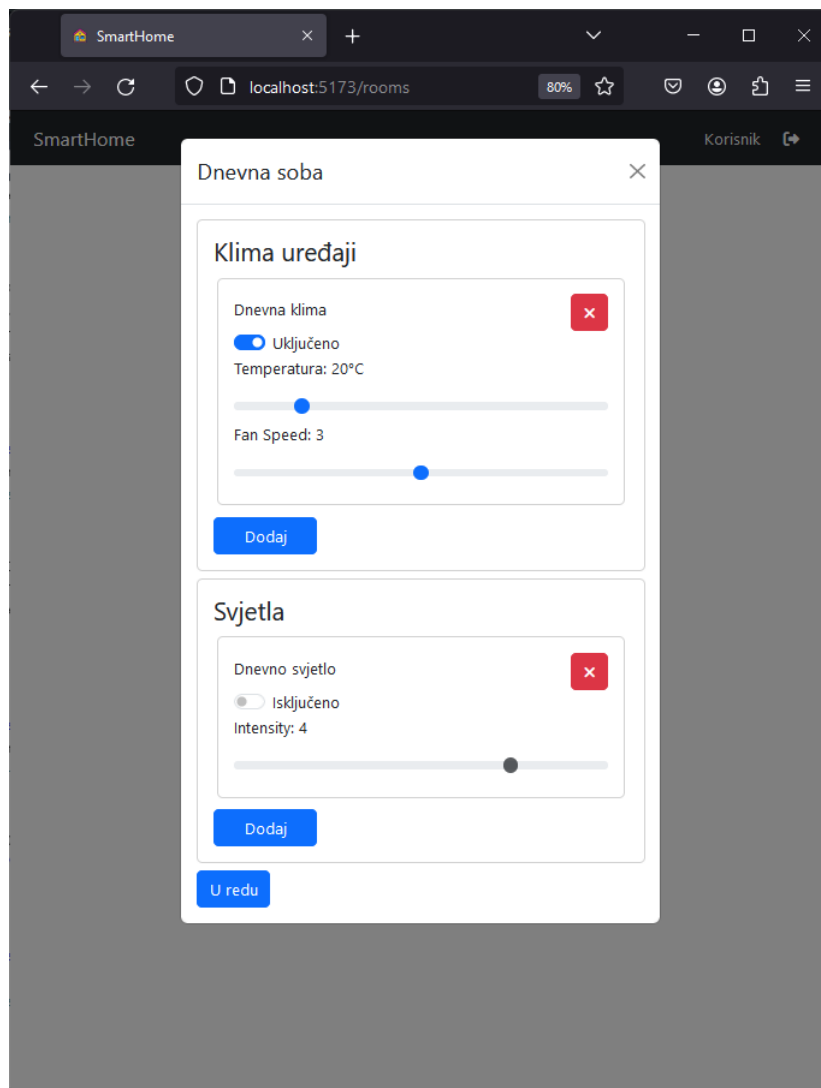 SmartHome
localhost:5173/rooms
80%
SmartHome
Korisnik
Dnevna soba
Klima uređaji
Dnevna klima
Uključeno
Temperatura: 20°C
Fan Speed: 3
Dodaj
Svjetla
Dnevno svjetlo
Isključeno
Intensity: 4
Dodaj
U redu